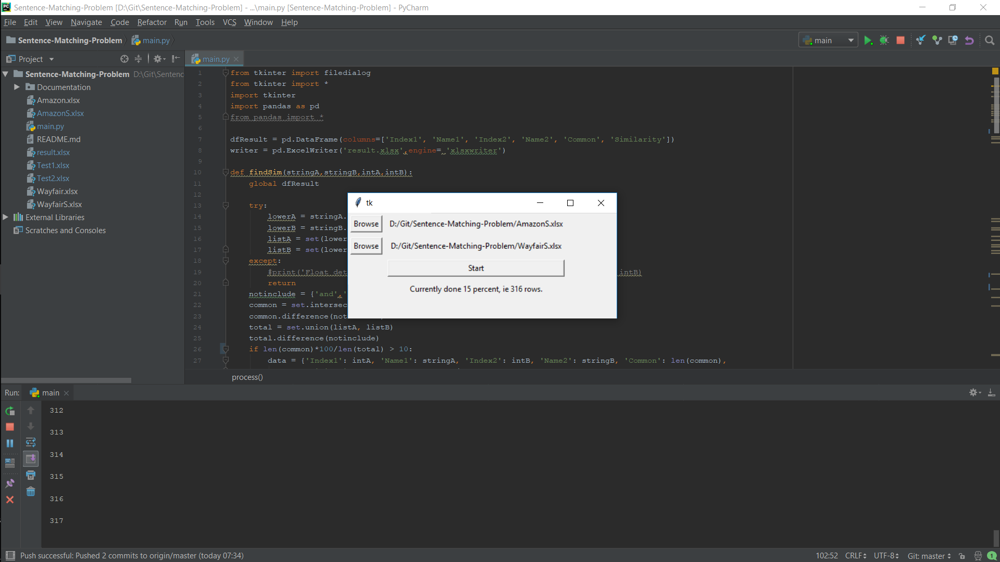 Sentence-Matching-Problem [D:\Git\Sentence-Matching-Problem] - ...\main.py [Sentence-Matching-Problem] - PyCharm
File Edit View Navigate Code Refactor Run Tools VCS Window Help
Sentence-Matching-Problem main.py main
Project
main.py
Sentence-Matching-Problem D:\Git\Sentenc
Documentation
Amazon.xlsx
AmazonS.xlsx
main.py
README.md
result.xlsx
Test1.xlsx
Test2.xlsx
Wayfair.xlsx
WayfairS.xlsx
External Libraries
Scratches and Consoles
1 from tkinter import filedialog
2 from tkinter import *
3 import tkinter
4 import pandas as pd
5 from pandas import *
6
7 dfResult = pd.DataFrame(columns=['Index1', 'Name1', 'Index2', 'Name2', 'Common', 'Similarity'])
8 writer = pd.ExcelWriter('result.xlsx',engine= 'xlsxwriter')
9
10 def findSim(stringA,stringB,intA,intB):
11 global dfResult
12
13 try:
14 lowerA = stringA.
15 lowerB = stringB.
16 listA = set(lower
17 listB = set(lower
18 except:
19 #print('Float det intB)
20 return
21 notinclude = {'and','
22 common = set.intersec
23 common.difference(not
24 total = set.union(listA, listB)
25 total.difference(notinclude)
26 if len(common)*100/len(total) > 10:
27 data = {'Index1': intA, 'Name1': stringA, 'Index2': intB, 'Name2': stringB, 'Common': len(common),
process()
tk
Browse D:/Git/Sentence-Matching-Problem/AmazonS.xlsx
Browse D:/Git/Sentence-Matching-Problem/WayfairS.xlsx
Start
Currently done 15 percent, ie 316 rows.
Run: main
312
313
314
315
316
317
Push successful: Pushed 2 commits to origin/master (today 07:34) 102:52 CRLF UTF-8 Git: master 1